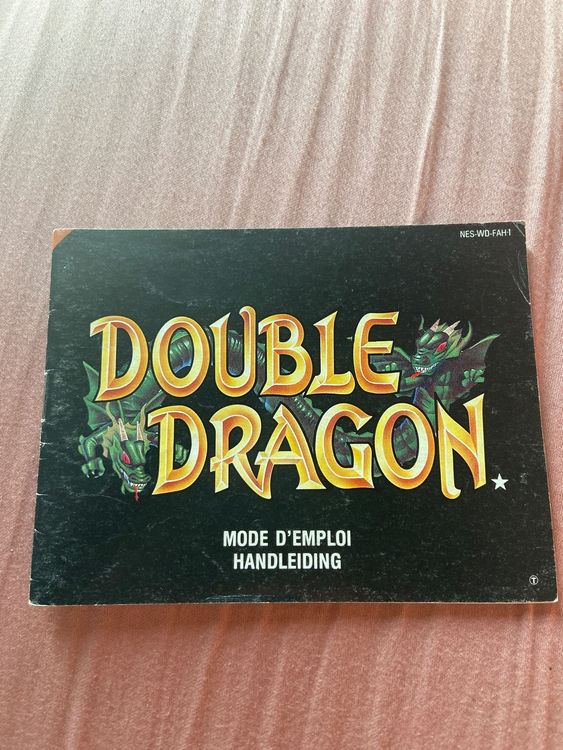 NES-WD-FAH-1
DOUBLE
DRAGON
MODE D'EMPLOI
HANDLEIDING
T